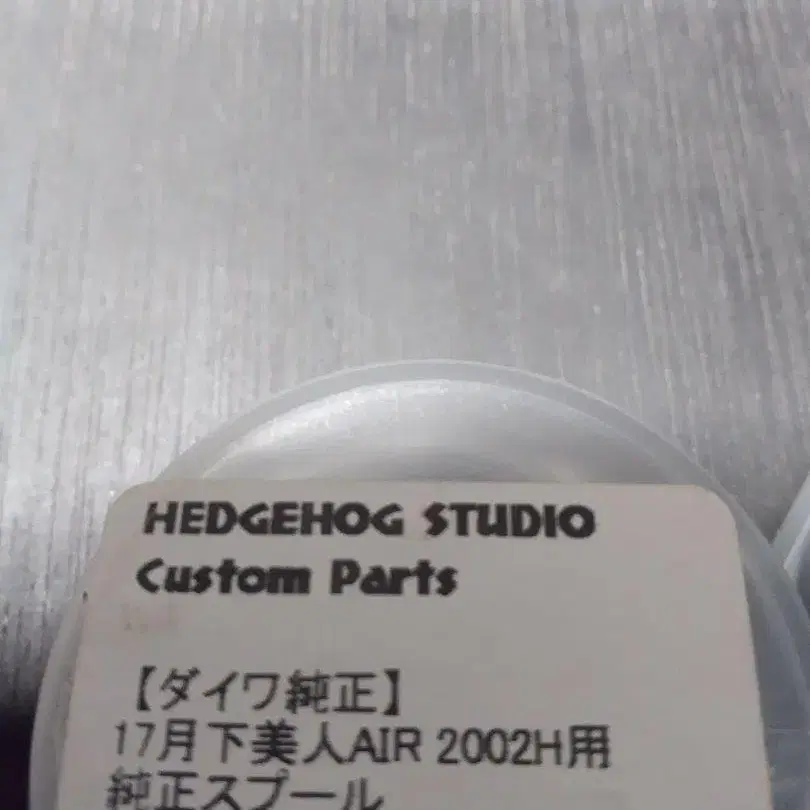 HEDGEHOG STUDIO
Custom Parts
【ダイワ純正】
17月下美人AIR 2002H用
純正スプール